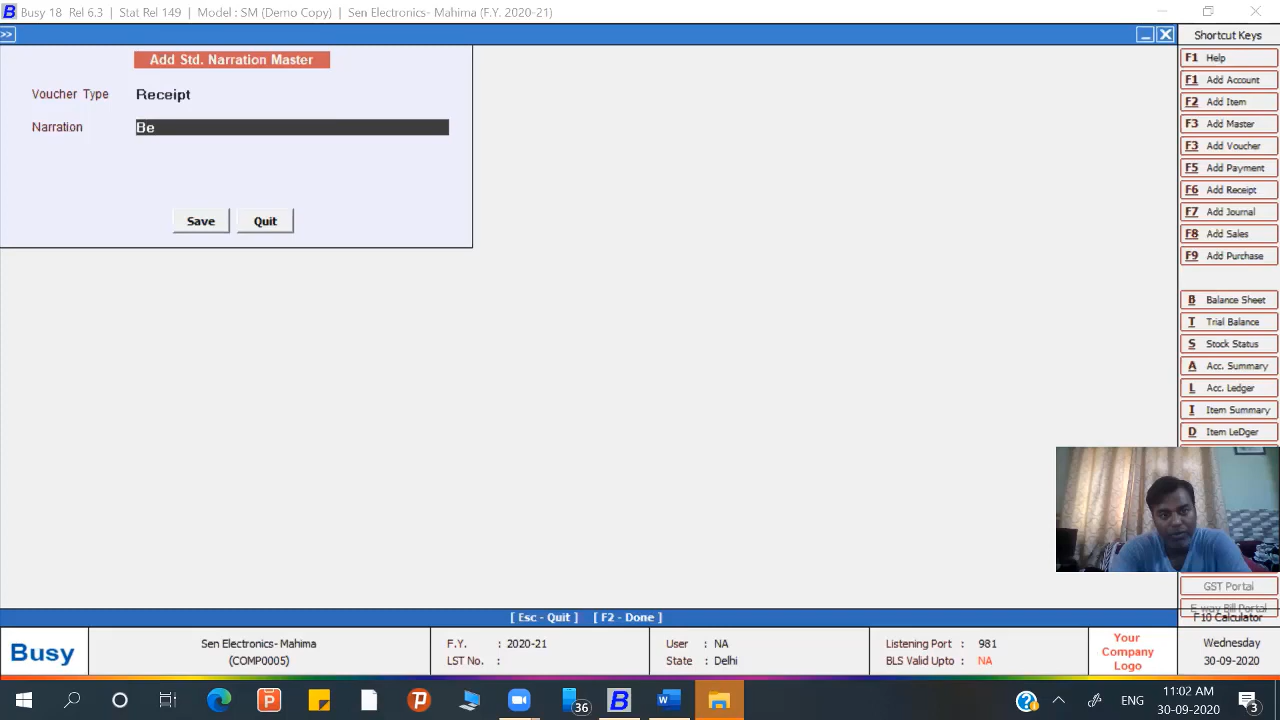 Busy 18 Rel 6.3 | Stat Rel 149 | Model : SM (Demo Copy) | Sen Electronics- Mahima (F.Y. 2020-21)
>>
Shortcut Keys
Add Std. Narration Master
Voucher Type Receipt
Narration Be
Save Quit
F1 Help
F1 Add Account
F2 Add Item
F3 Add Master
F3 Add Voucher
F5 Add Payment
F6 Add Receipt
F7 Add Journal
F8 Add Sales
F9 Add Purchase
B Balance Sheet
T Trial Balance
S Stock Status
A Acc. Summary
L Acc. Ledger
I Item Summary
D Item LeDger
GST Portal
E-way Bill Portal
F10 Calculator
[ Esc - Quit ] [ F2 - Done ]
Busy
Sen Electronics- Mahima
(COMP0005)
F.Y. : 2020-21
LST No. :
User : NA
State : Delhi
Listening Port : 981
BLS Valid Upto : NA
Your
Company
Logo
Wednesday
30-09-2020
36
ENG
11:02 AM
30-09-2020
3